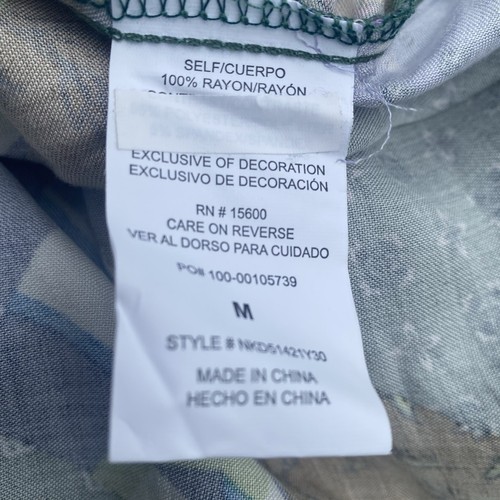 SELF/CUERPO
100% RAYON/RAYÓN
EXCLUSIVE OF DECORATION
EXCLUSIVO DE DECORACIÓN
RN # 15600
CARE ON REVERSE
VER AL DORSO PARA CUIDADO
PO# 100-00105739
M
STYLE # NKD51421Y30
MADE IN CHINA
HECHO EN CHINA